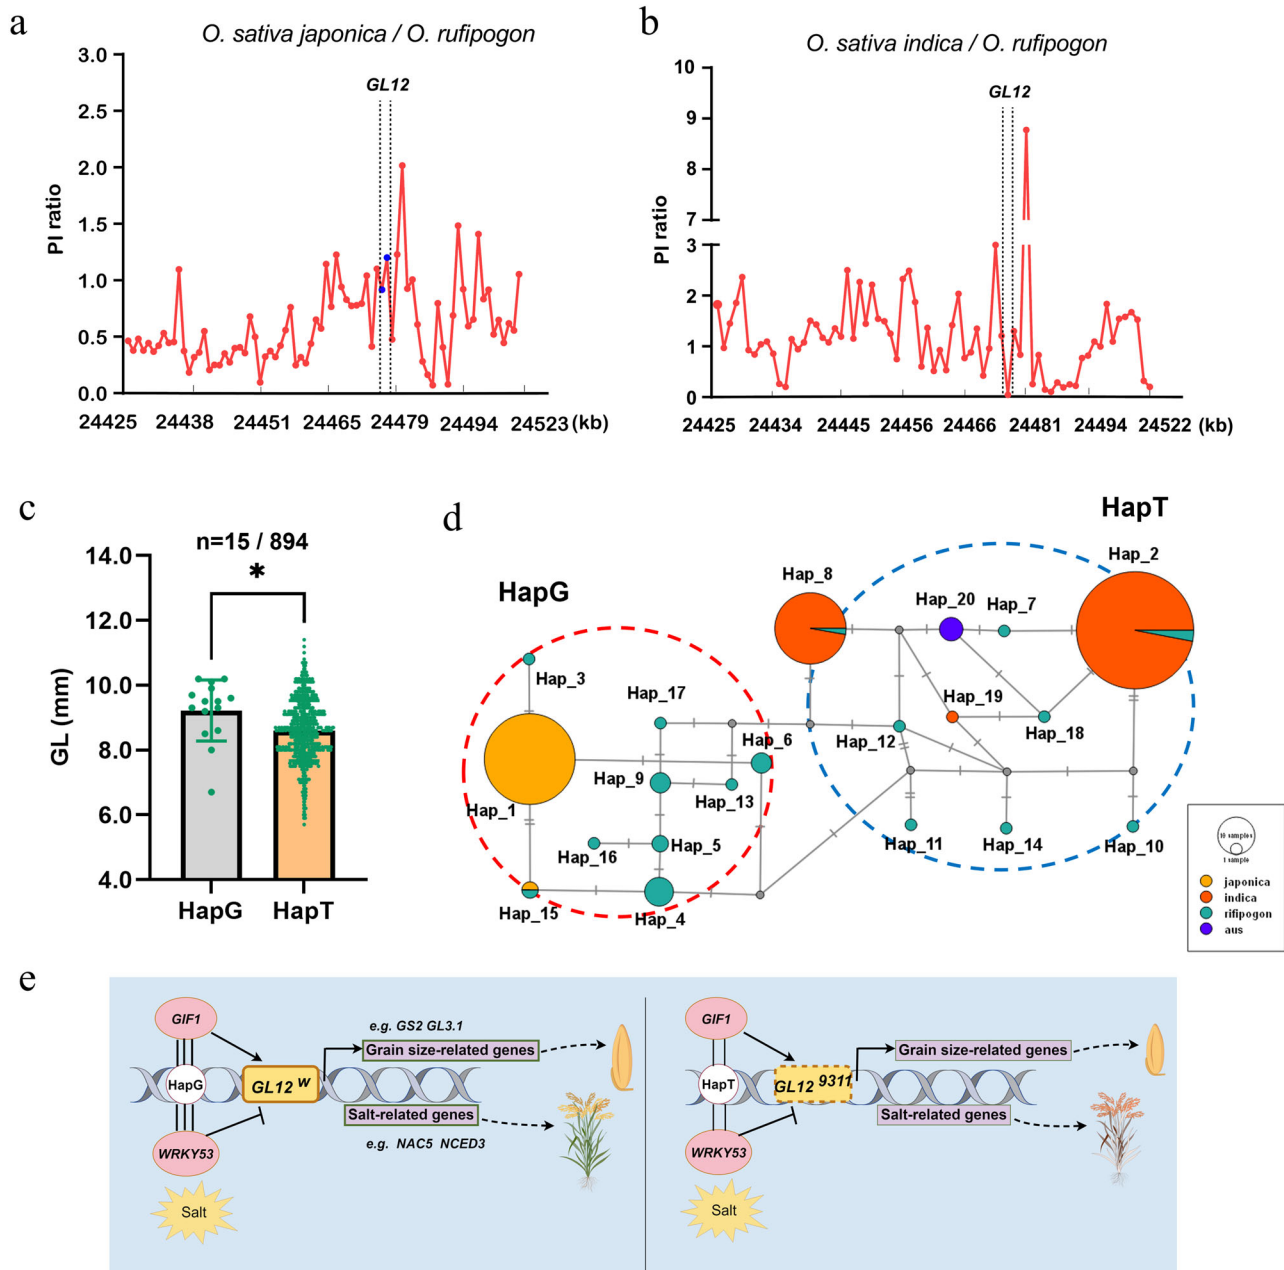 a
O. sativa japonica / O. rufipogon
GL12
PI ratio
3.0
2.5
2.0
1.5
1.0
0.5
0.0
24425 24438 24451 24465 24479 24494 24523 (kb)
b
O. sativa indica / O. rufipogon
GL12
PI ratio
10
9
8
7
3
2
1
0
24425 24434 24445 24456 24466 24481 24494 24522 (kb)
c
n=15 / 894
*
GL (mm)
14.0
12.0
10.0
8.0
6.0
4.0
HapG HapT
d
HapG
HapT
Hap_2
Hap_8
Hap_20
Hap_7
Hap_3
Hap_17
Hap_19
Hap_6
Hap_12
Hap_18
Hap_9
Hap_13
Hap_1
Hap_16
Hap_5
Hap_11
Hap_14
Hap_10
Hap_15
Hap_4
10 samples
1 sample
japonica
indica
rifipogon
aus
e
GIF1
HapG
WRKY53
Salt
GL12 W
e.g. GS2 GL3.1
Grain size-related genes
Salt-related genes
e.g. NAC5 NCED3
GIF1
HapT
WRKY53
Salt
GL12 9311
Grain size-related genes
Salt-related genes